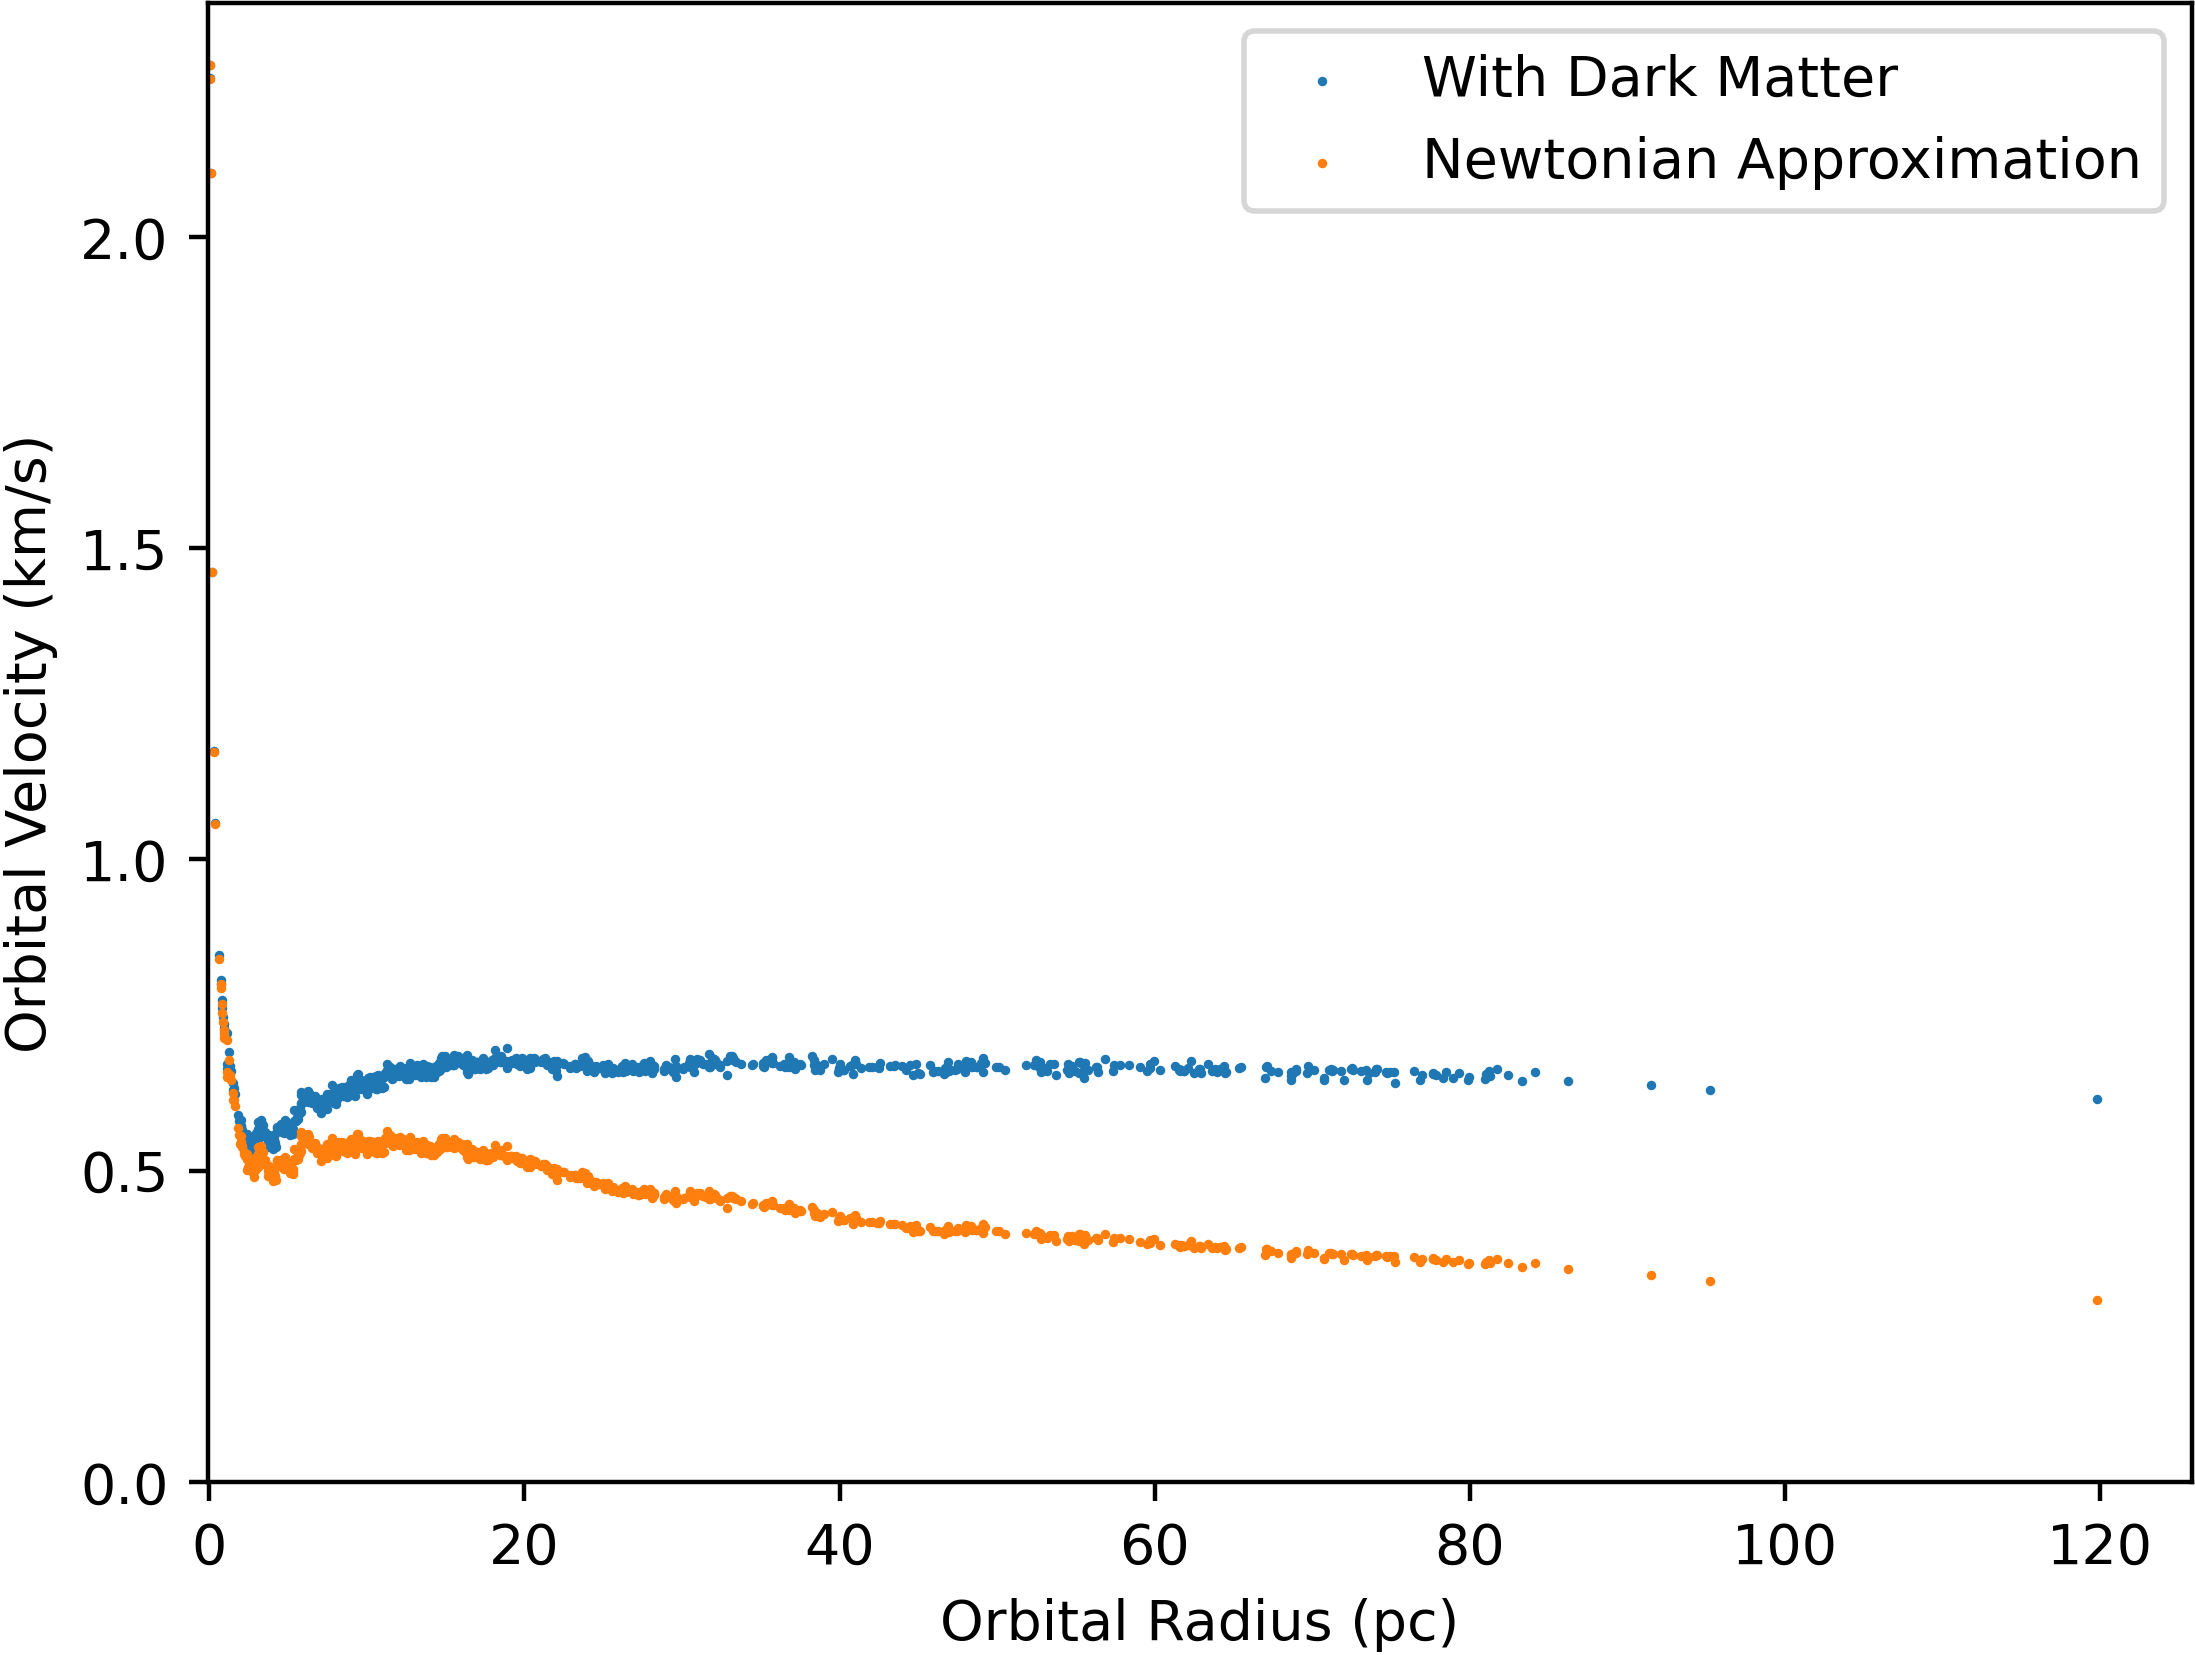 With Dark Matter
Newtonian Approximation
Orbital Velocity (km/s)
2.0
1.5
1.0
0.5
0.0
0 20 40 60 80 100 120
Orbital Radius (pc)